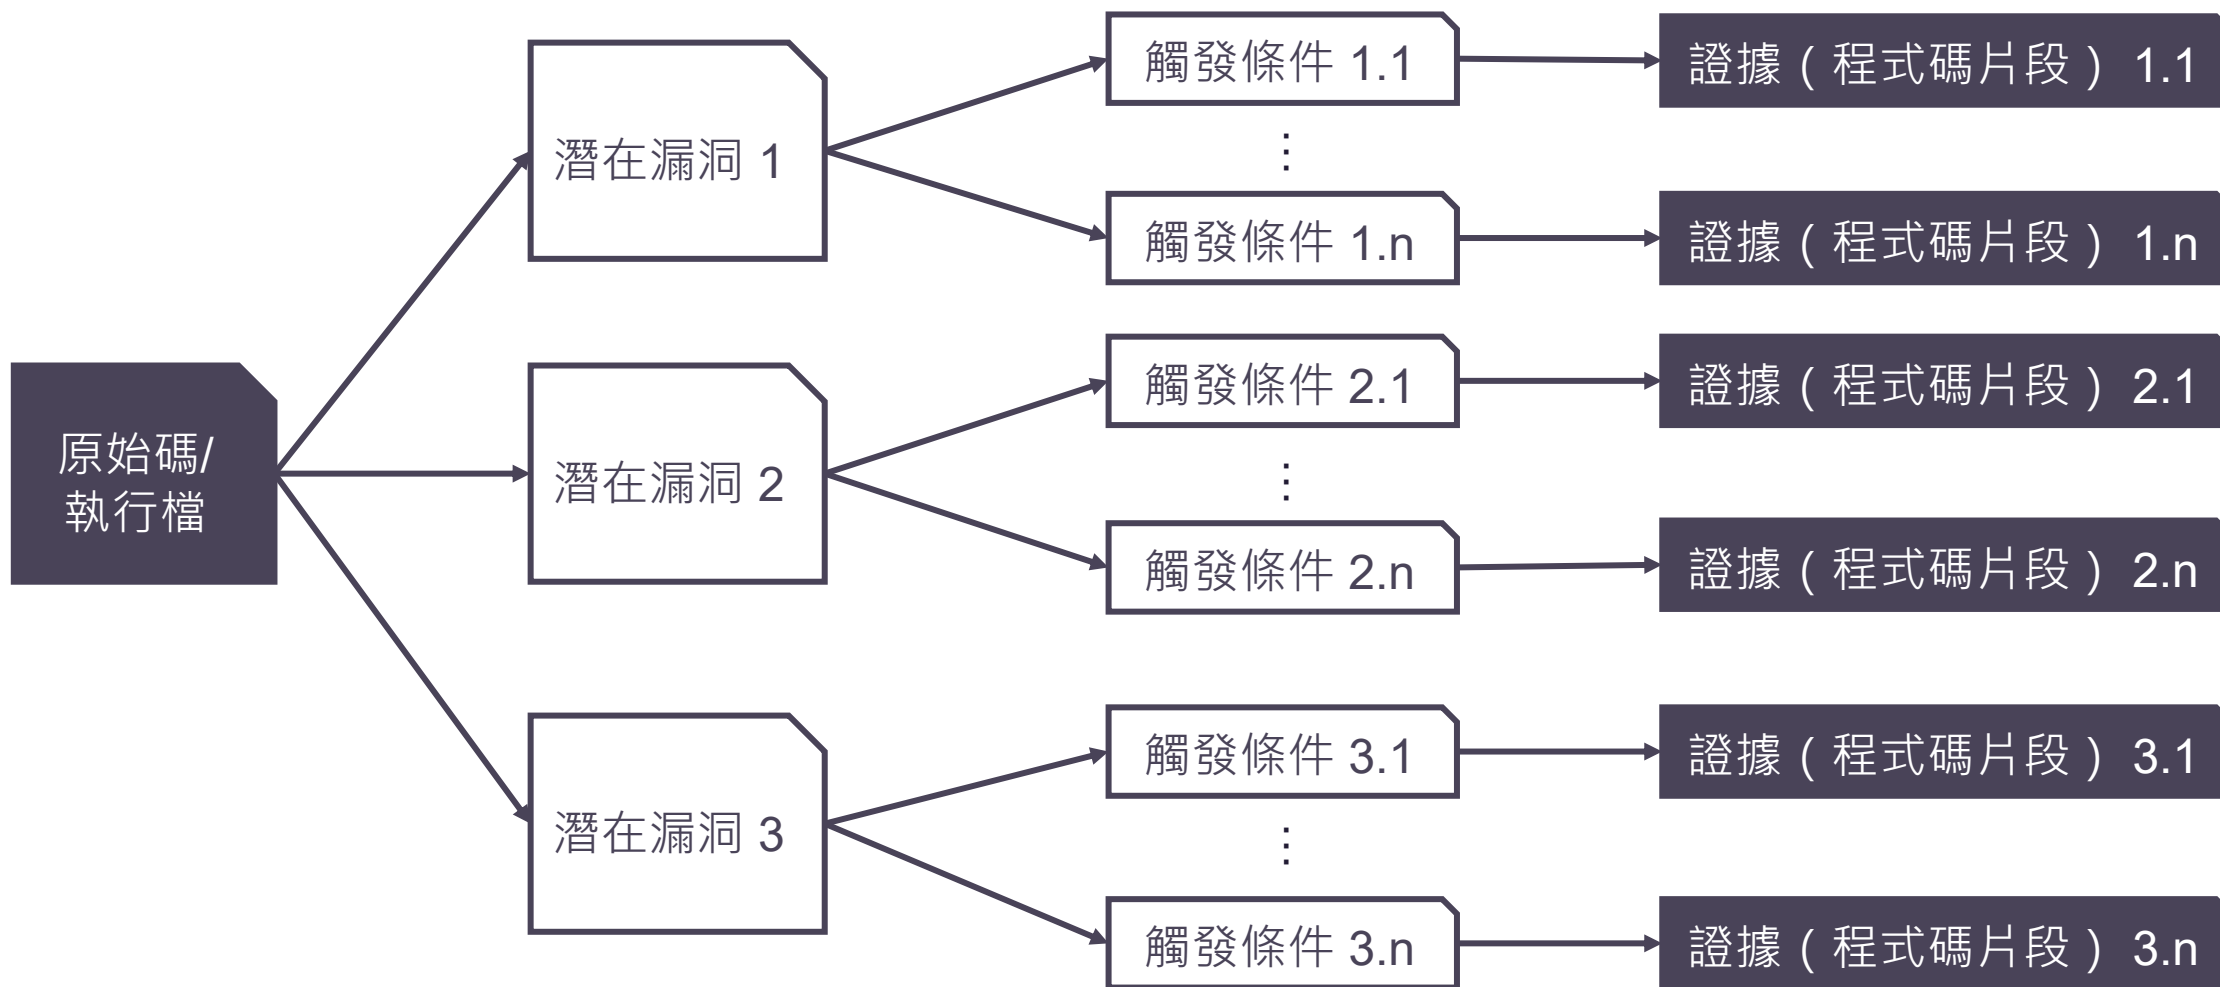 原始碼/
執行檔
潛在漏洞 1
觸發條件 1.1
證據（程式碼片段） 1.1
⋮
觸發條件 1.n
證據（程式碼片段） 1.n
潛在漏洞 2
觸發條件 2.1
證據（程式碼片段） 2.1
⋮
觸發條件 2.n
證據（程式碼片段） 2.n
潛在漏洞 3
觸發條件 3.1
證據（程式碼片段） 3.1
⋮
觸發條件 3.n
證據（程式碼片段） 3.n